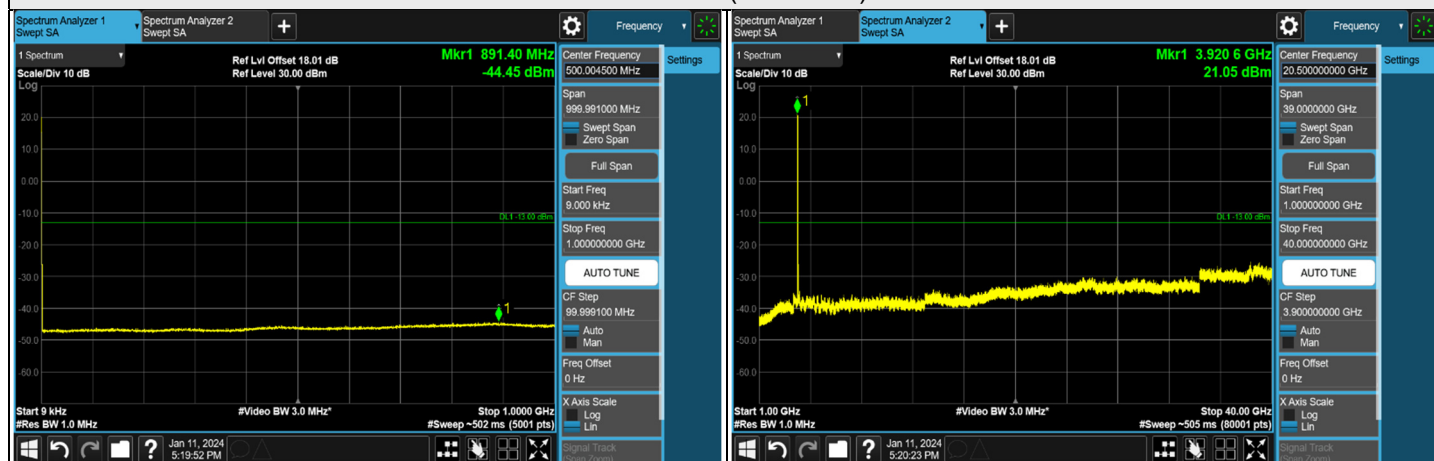 Spectrum Analyzer 1
Swept SA
Spectrum Analyzer 2
Swept SA
+
Frequency
1 Spectrum
Scale/Div 10 dB
Log
Ref Lvl Offset 18.01 dB
Ref Level 30.00 dBm
Mkr1 891.40 MHz
-44.45 dBm
1
20.0
10.0
0.00
-10.0
-20.0
-30.0
-40.0
-50.0
-60.0
DL1 -13.00 dBm
Start 9 kHz
#Res BW 1.0 MHz
#Video BW 3.0 MHz*
Stop 1.0000 GHz
#Sweep ~502 ms (5001 pts)
Center Frequency
500.004500 MHz
Settings
Span
999.991000 MHz
Swept Span
Zero Span
Full Span
Start Freq
9.000 kHz
Stop Freq
1.000000000 GHz
AUTO TUNE
CF Step
99.999100 MHz
Auto
Man
Freq Offset
0 Hz
X Axis Scale
Log
Lin
Signal Track
(Span Zoom)
?
Jan 11, 2024
5:19:52 PM
Spectrum Analyzer 1
Swept SA
Spectrum Analyzer 2
Swept SA
+
Frequency
1 Spectrum
Scale/Div 10 dB
Log
Ref Lvl Offset 18.01 dB
Ref Level 30.00 dBm
Mkr1 3.920 6 GHz
21.05 dBm
1
20.0
10.0
0.00
-10.0
-20.0
-30.0
-40.0
-50.0
-60.0
DL1 -13.00 dBm
Start 1.00 GHz
#Res BW 1.0 MHz
#Video BW 3.0 MHz*
Stop 40.00 GHz
#Sweep ~505 ms (80001 pts)
Center Frequency
20.500000000 GHz
Settings
Span
39.0000000 GHz
Swept Span
Zero Span
Full Span
Start Freq
1.000000000 GHz
Stop Freq
40.000000000 GHz
AUTO TUNE
CF Step
3.900000000 GHz
Auto
Man
Freq Offset
0 Hz
X Axis Scale
Log
Lin
Signal Track
(Span Zoom)
?
Jan 11, 2024
5:20:23 PM